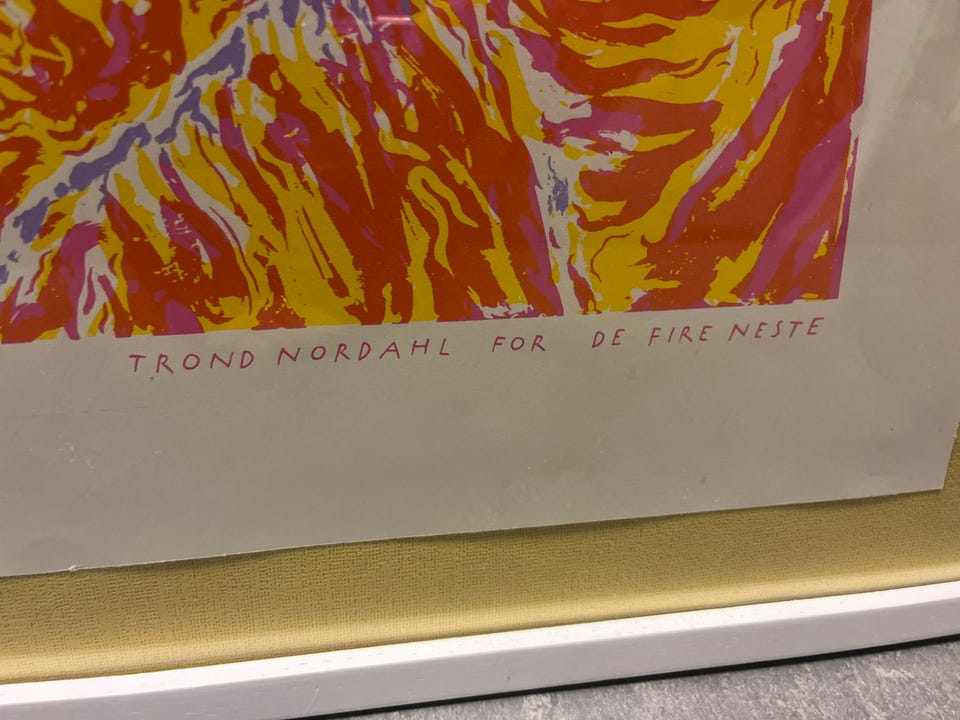 TROND NORDAHL FOR DE FIRE NESTE